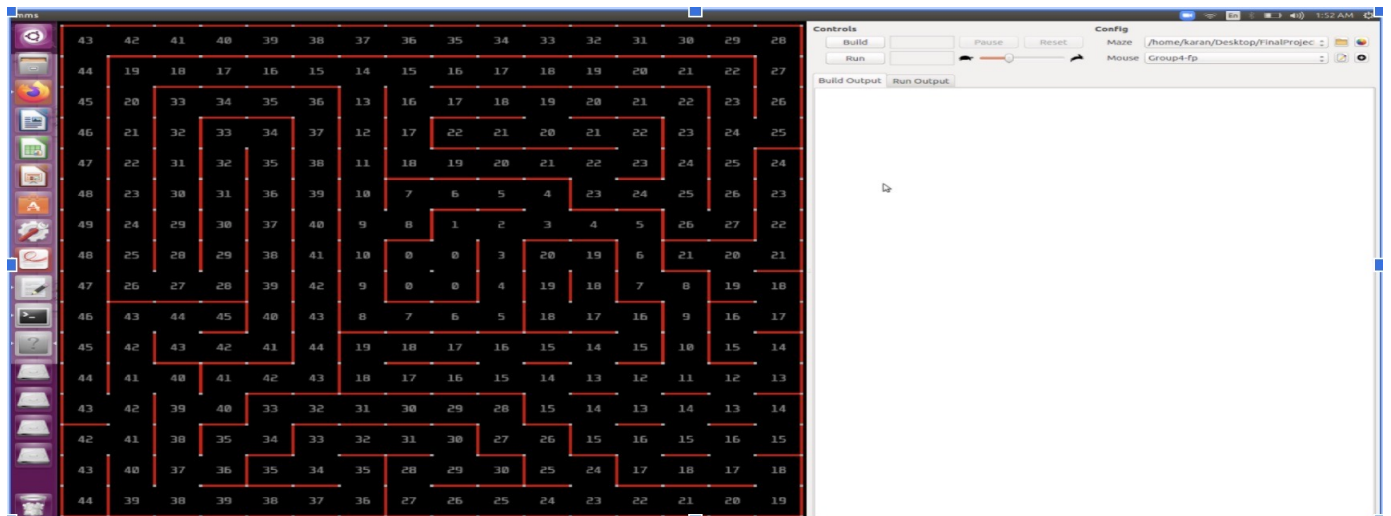 mms En 1:52 AM
Controls Config
Build Pause Reset Maze /home/karan/Desktop/FinalProjec
Run Mouse Group4-fp
Build Output Run Output
43 42 41 40 39 38 37 36 35 34 33 32 31 30 29 28
44 19 18 17 16 15 14 15 16 17 18 19 20 21 22 27
45 20 33 34 35 36 13 16 17 18 19 20 21 22 23 26
46 21 32 33 34 37 12 17 22 21 20 21 22 23 24 25
47 22 31 32 35 38 11 18 19 20 21 22 23 24 25 24
48 23 30 31 36 39 10 7 6 5 4 23 24 25 26 23
49 24 29 30 37 40 9 8 1 2 3 4 5 26 27 22
48 25 28 29 38 41 10 0 0 3 20 19 6 21 20 21
47 26 27 28 39 42 9 0 0 4 19 18 7 8 19 18
46 43 44 45 40 43 8 7 6 5 18 17 16 9 16 17
45 42 43 42 41 44 19 18 17 16 15 14 15 10 15 14
44 41 40 41 42 43 18 17 16 15 14 13 12 11 12 13
43 42 39 40 33 32 31 30 29 28 15 14 13 14 13 14
42 41 38 35 34 33 32 31 30 27 26 15 16 15 16 15
43 40 37 36 35 34 35 28 29 30 25 24 17 18 17 18
44 39 38 39 38 37 36 27 26 25 24 23 22 21 20 19